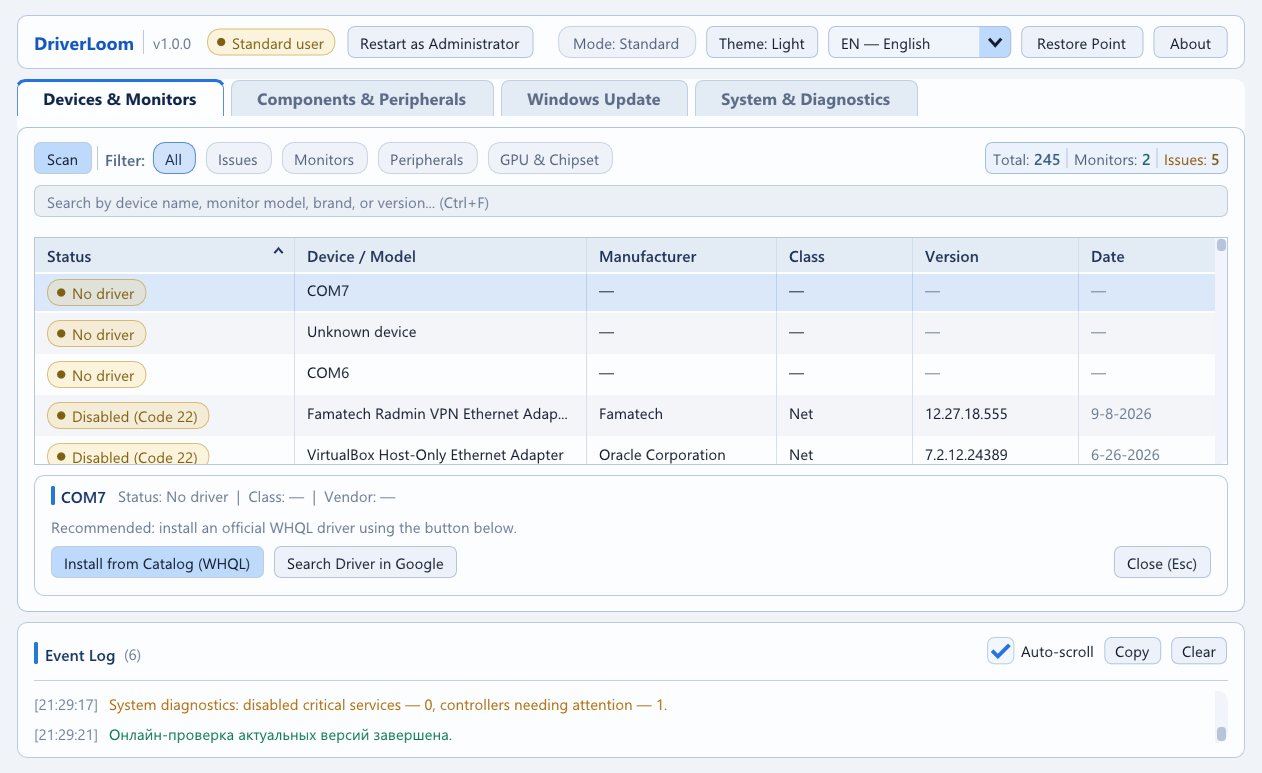 DriverLoom v1.0.0 Standard user Restart as Administrator Mode: Standard Theme: Light EN — English Restore Point About
Devices & Monitors Components & Peripherals Windows Update System & Diagnostics
Scan Filter: All Issues Monitors Peripherals GPU & Chipset Total: 245 Monitors: 2 Issues: 5
Search by device name, monitor model, brand, or version... (Ctrl+F)
Status Device / Model Manufacturer Class Version Date
No driver COM7 — — — —
No driver Unknown device — — — —
No driver COM6 — — — —
Disabled (Code 22) Famatech Radmin VPN Ethernet Adap... Famatech Net 12.27.18.555 9-8-2026
Disabled (Code 22) VirtualBox Host-Only Ethernet Adapter Oracle Corporation Net 7.2.12.24389 6-26-2026
COM7 Status: No driver | Class: — | Vendor: —
Recommended: install an official WHQL driver using the button below.
Install from Catalog (WHQL) Search Driver in Google Close (Esc)
Event Log (6) Auto-scroll Copy Clear
[21:29:17] System diagnostics: disabled critical services — 0, controllers needing attention — 1.
[21:29:21] Онлайн-проверка актуальных версий завершена.